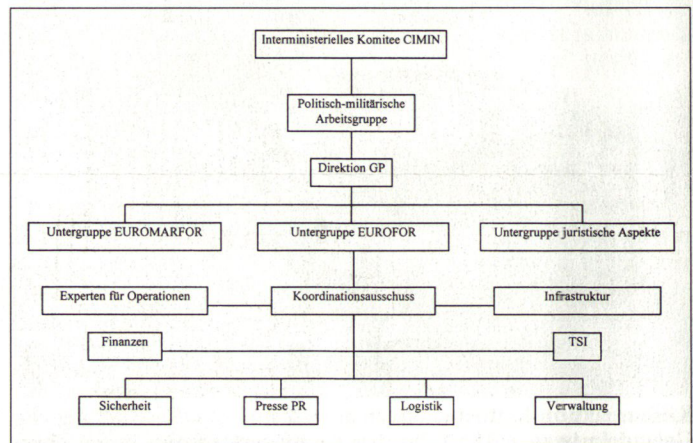 Interministerielles Komitee CIMIN
Politisch-militärische
Arbeitsgruppe
Direktion GP
Untergruppe EUROMARFOR
Untergruppe EUROFOR
Untergruppe juristische Aspekte
Experten für Operationen
Koordinationsausschuss
Infrastruktur
Finanzen
TSI
Sicherheit
Presse PR
Logistik
Verwaltung